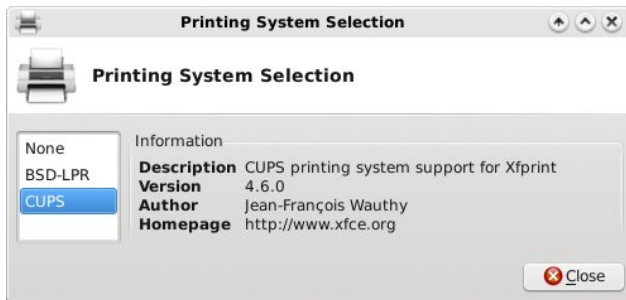 Printing System Selection
Printing System Selection
None
BSD-LPR
CUPS
Information
Description CUPS printing system support for Xfprint
Version 4.6.0
Author Jean-François Wauthy
Homepage http://www.xfce.org
Close